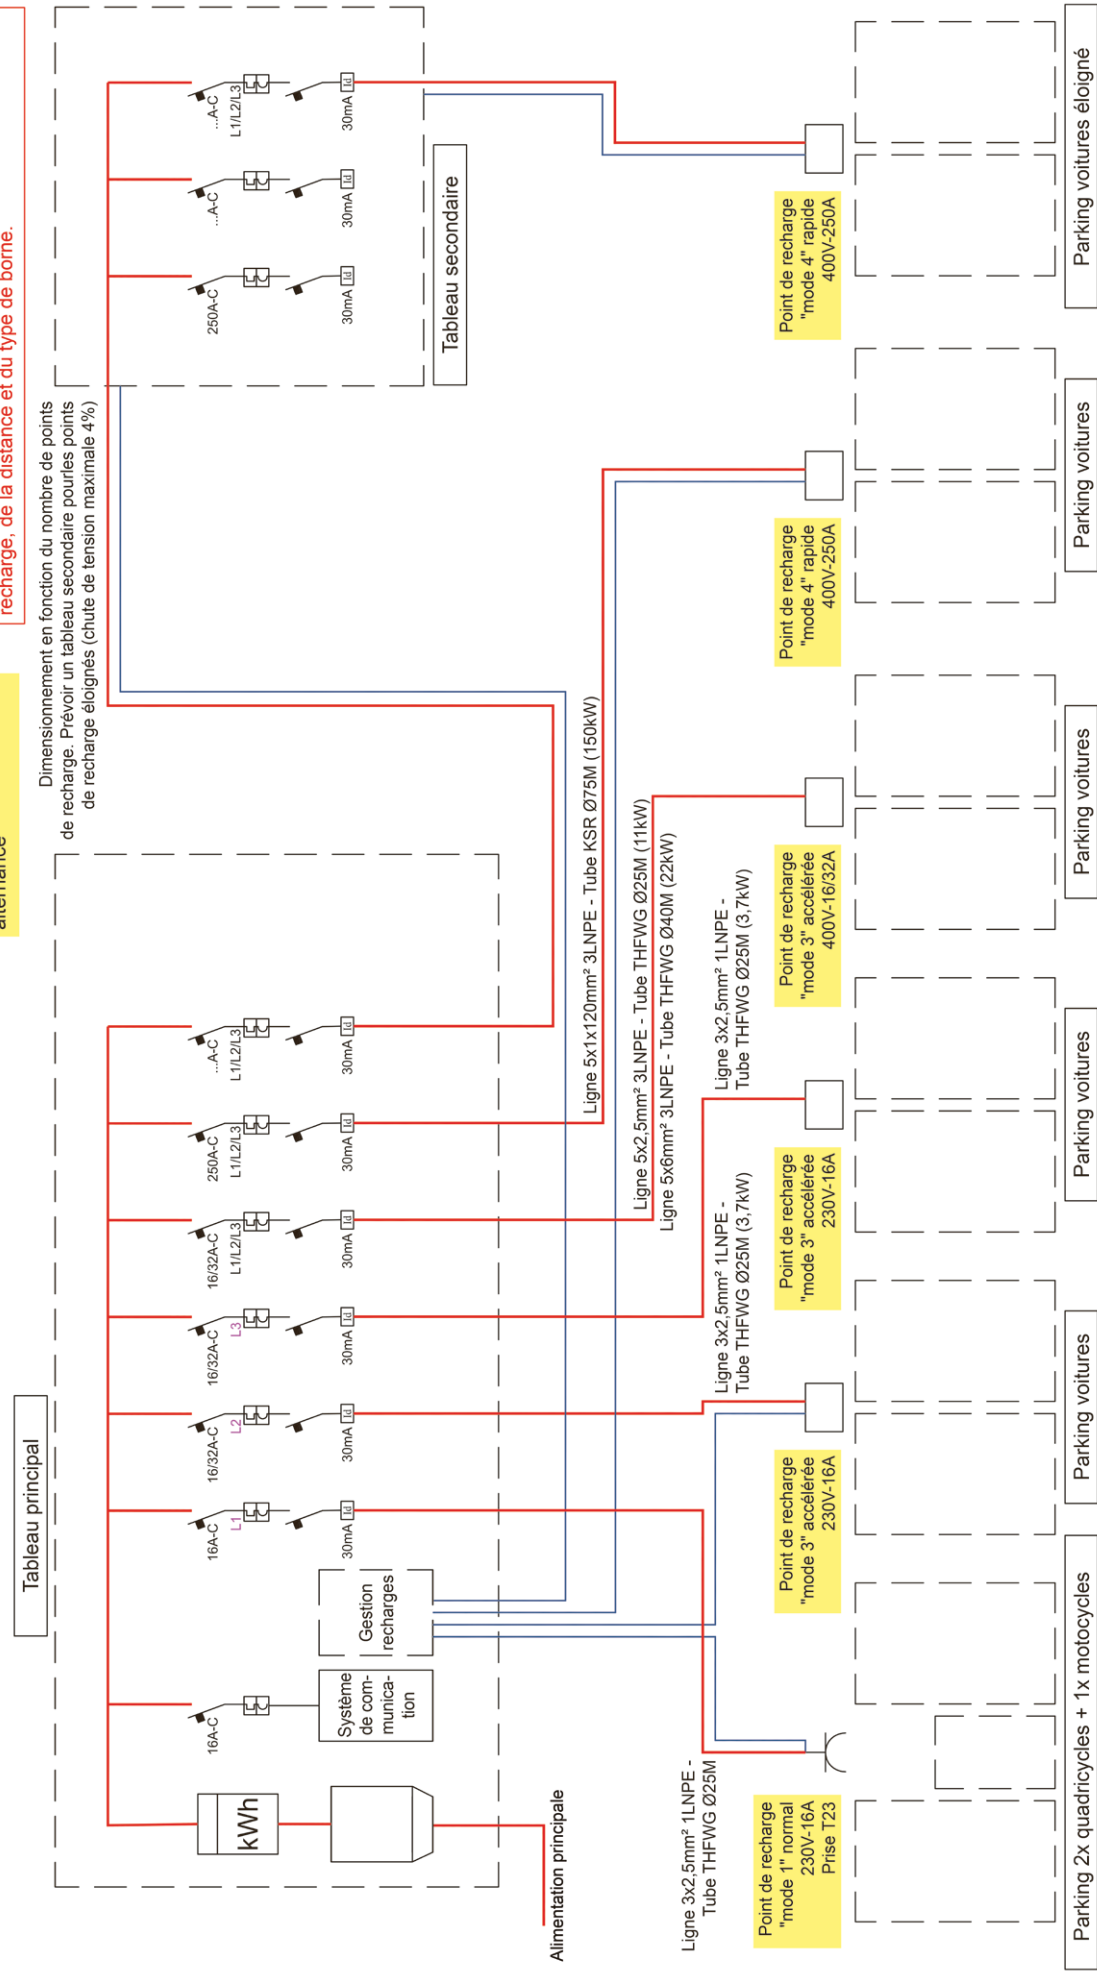 alternance
recharge, de la distance et du type de borne.
Tableau principal
Dimensionnement en fonction du nombre de points
de recharge. Prévoir un tableau secondaire pourles points
de recharge éloignés (chute de tension maximale 4%)
kWh
16A-C
16A-C
L1
30mA Id
16/32A-C
L2
30mA Id
16/32A-C
L3
30mA Id
16/32A-C
L1/L2/L3
30mA Id
250A-C
L1/L2/L3
30mA Id
...A-C
L1/L2/L3
30mA Id
250A-C
30mA Id
...A-C
30mA Id
...A-C
L1/L2/L3
30mA Id
Système
de com-
munica-
tion
Gestion
recharges
Tableau secondaire
Alimentation principale
Ligne 5x1x120mm² 3LNPE - Tube KSR Ø75M (150kW)
Ligne 5x2,5mm² 3LNPE - Tube THFWG Ø25M (11kW)
Ligne 5x6mm² 3LNPE - Tube THFWG Ø40M (22kW)
Ligne 3x2,5mm² 1LNPE -
Tube THFWG Ø25M
Ligne 3x2,5mm² 1LNPE -
Tube THFWG Ø25M (3,7kW)
Ligne 3x2,5mm² 1LNPE -
Tube THFWG Ø25M (3,7kW)
Point de recharge
"mode 1" normal
230V-16A
Prise T23
Point de recharge
"mode 3" accélérée
230V-16A
Point de recharge
"mode 3" accélérée
230V-16A
Point de recharge
"mode 3" accélérée
400V-16/32A
Point de recharge
"mode 4" rapide
400V-250A
Point de recharge
"mode 4" rapide
400V-250A
Parking 2x quadricycles + 1x motocycles
Parking voitures
Parking voitures
Parking voitures
Parking voitures
Parking voitures éloigné